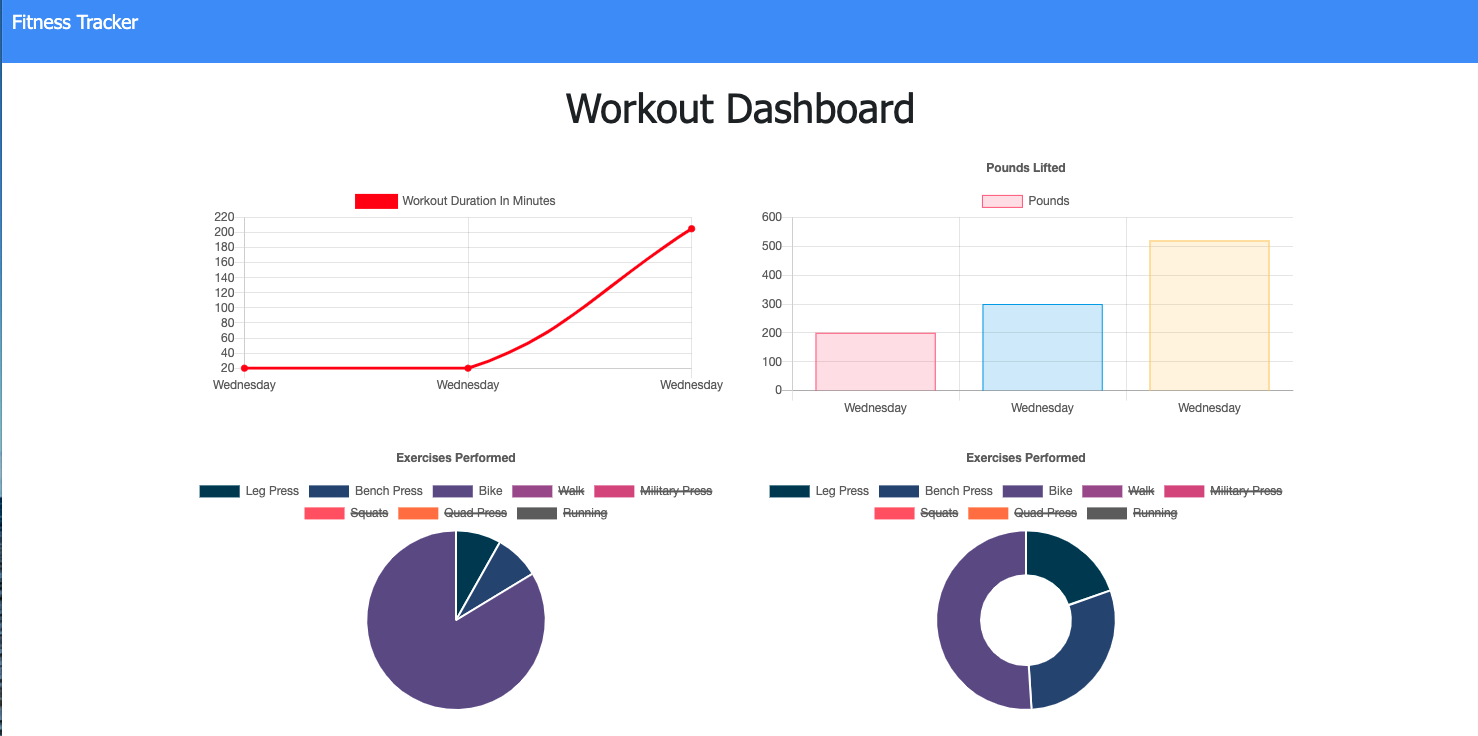 Fitness Tracker
Workout Dashboard
Workout Duration In Minutes
220
200
180
160
140
120
100
80
60
40
20
Wednesday Wednesday Wednesday
Pounds Lifted
Pounds
600
500
400
300
200
100
0
Wednesday Wednesday Wednesday
Exercises Performed
Leg Press Bench Press Bike Walk Military Press
Squats Quad Press Running
Exercises Performed
Leg Press Bench Press Bike Walk Military Press
Squats Quad Press Running